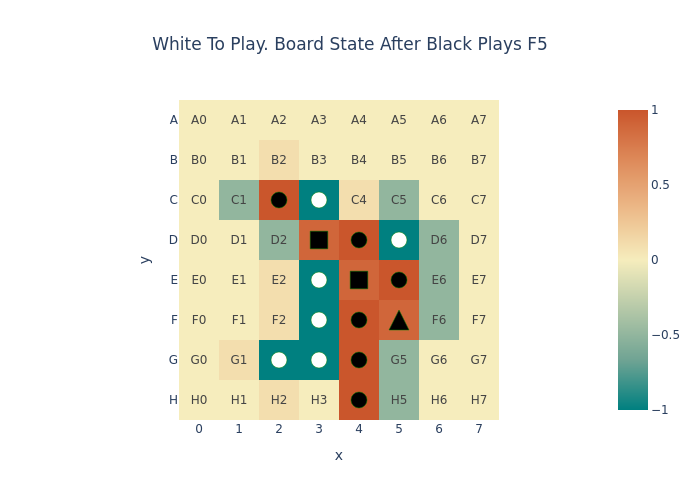 White To Play. Board State After Black Plays F5
A A0 A1 A2 A3 A4 A5 A6 A7
B B0 B1 B2 B3 B4 B5 B6 B7
C C0 C1 C4 C5 C6 C7
D D0 D1 D2 D6 D7
E E0 E1 E2 E6 E7
F F0 F1 F2 F6 F7
G G0 G1 G5 G6 G7
H H0 H1 H2 H3 H5 H6 H7
0 1 2 3 4 5 6 7
x
y
1
0.5
0
−0.5
−1